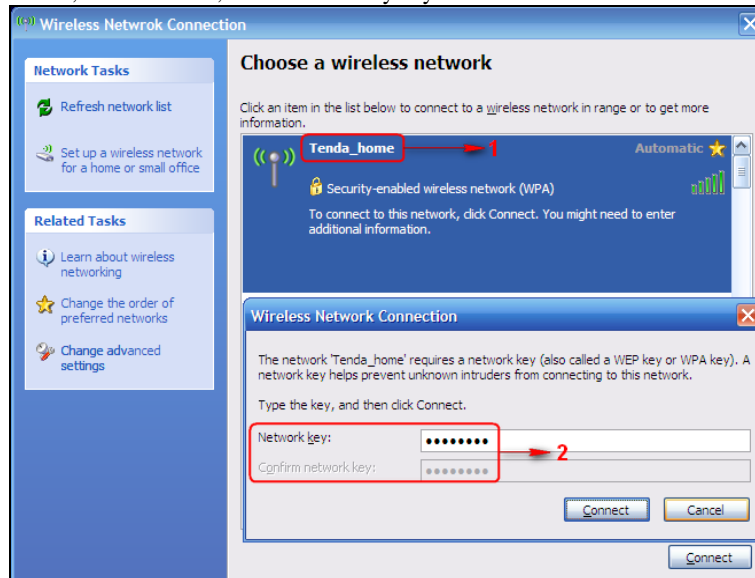 Wireless Netwrok Connection
Network Tasks
Refresh network list
Set up a wireless network
for a home or small office
Related Tasks
Learn about wireless
networking
Change the order of
preferred networks
Change advanced
settings
Choose a wireless network
Click an item in the list below to connect to a wireless network in range or to get more
information.
Tenda_home
1
Automatic
Security-enabled wireless network (WPA)
To connect to this network, click Connect. You might need to enter
additional information.
Wireless Network Connection
The network 'Tenda_home' requires a network key (also called a WEP key or WPA key). A
network key helps prevent unknown intruders from connecting to this network.
Type the key, and then click Connect.
Network key: ••••••••
2
Confirm network key: ••••••••
Connect Cancel
Connect